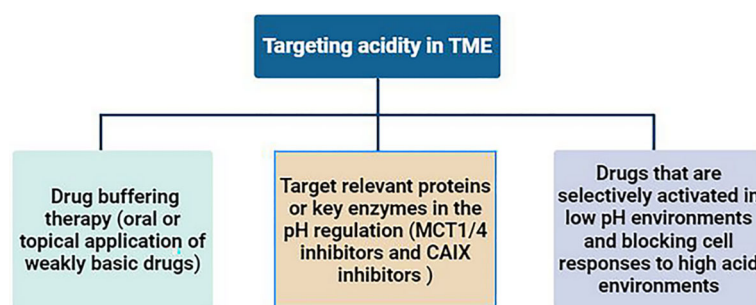 Targeting acidity in TME
Drug buffering
therapy (oral or
topical application of
weakly basic drugs)
Target relevant proteins
or key enzymes in the
pH regulation (MCT1/4
inhibitors and CAIX
inhibitors )
Drugs that are
selectively activated in
low pH environments
and blocking cell
responses to high acid
environments